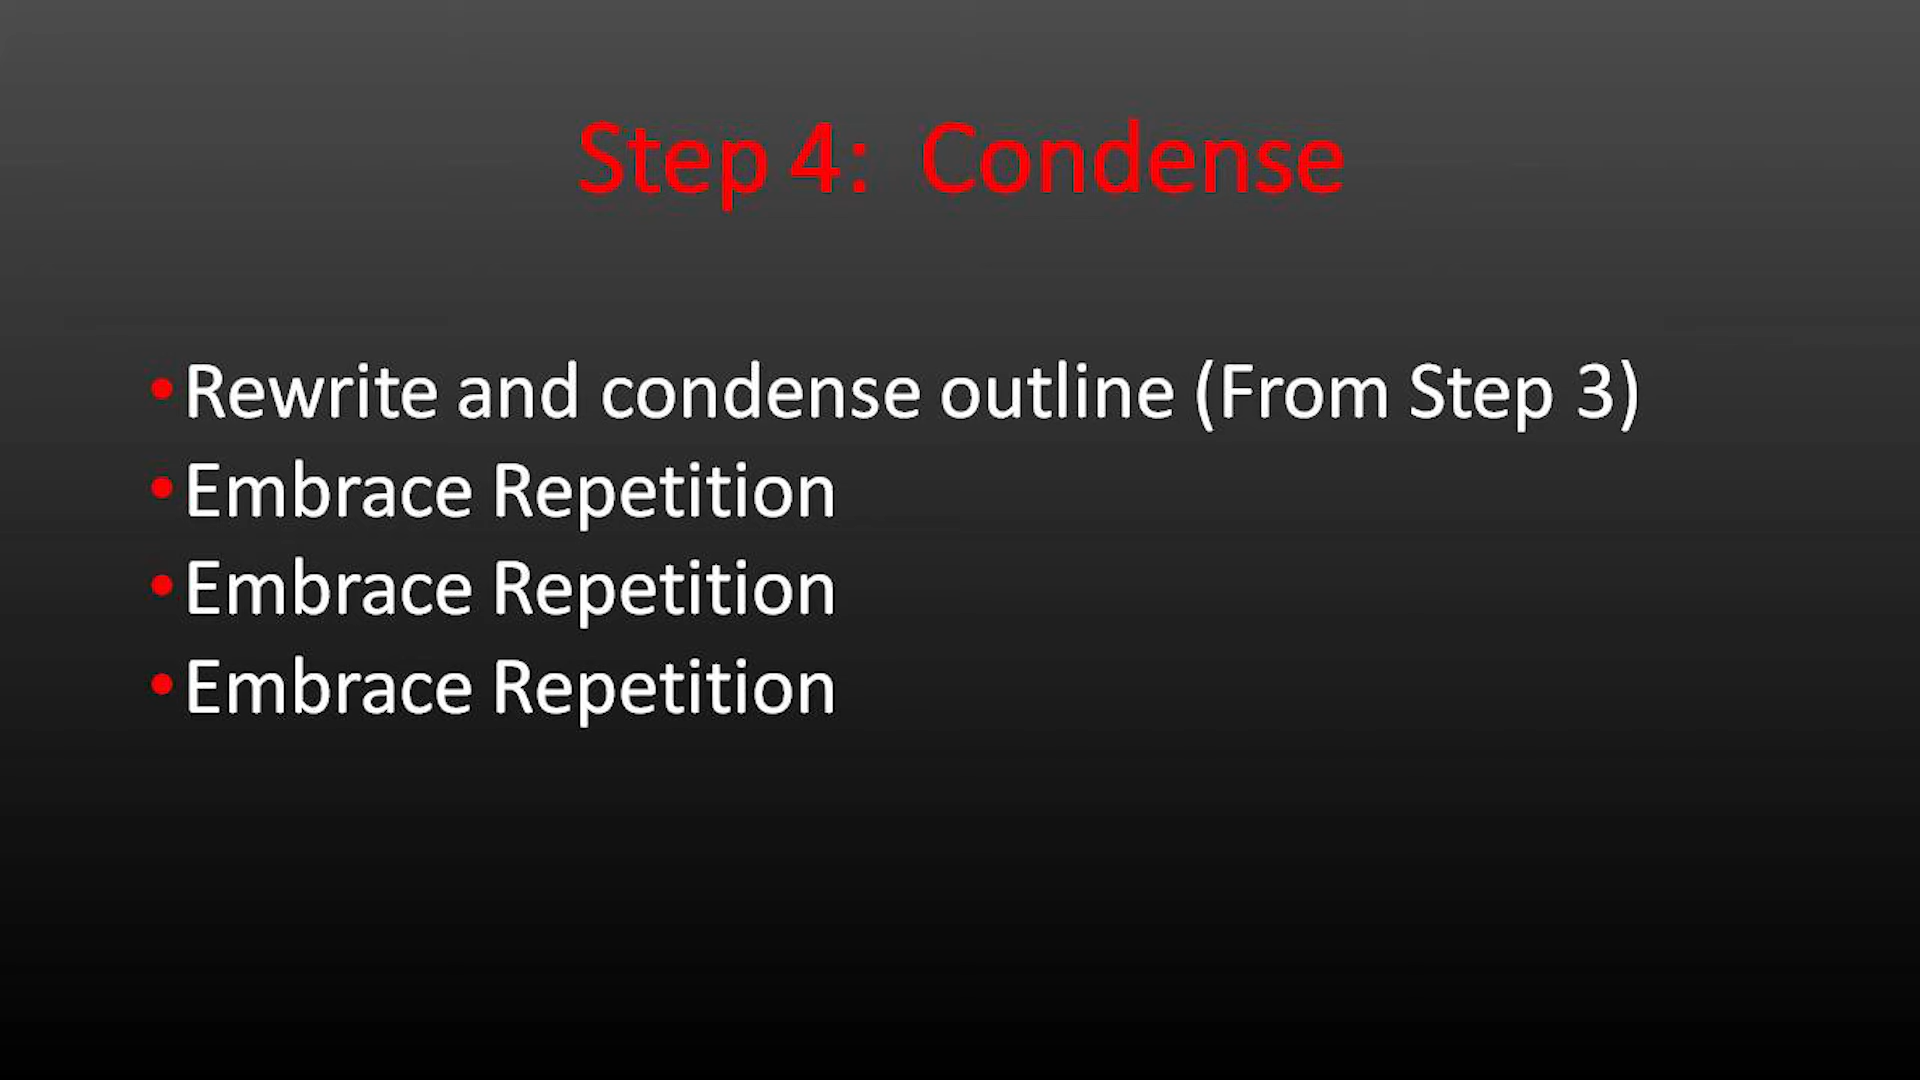 Step 4:  Condense
• Rewrite and condense outline (From Step 3)
• Embrace Repetition
• Embrace Repetition
• Embrace Repetition